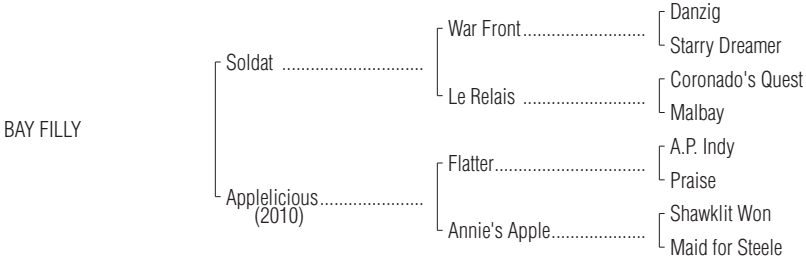 Danzig
War Front..........................
Starry Dreamer
Soldat ..............................
Coronado's Quest
Le Relais ..........................
Malbay
BAY FILLY
A.P. Indy
Flatter................................
Praise
Applelicious......................
(2010)
Shawklit Won
Annie's Apple....................
Maid for Steele